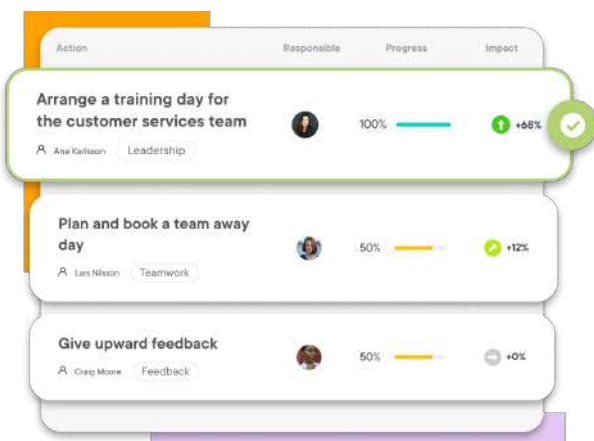 Action Responsible Progress Impact
Arrange a training day for
the customer services team
100% +68%
Ana Karlsson Leadership
Plan and book a team away
day
50% +12%
Lars Nilsson Teamwork
Give upward feedback
50% +0%
Craig Moore Feedback